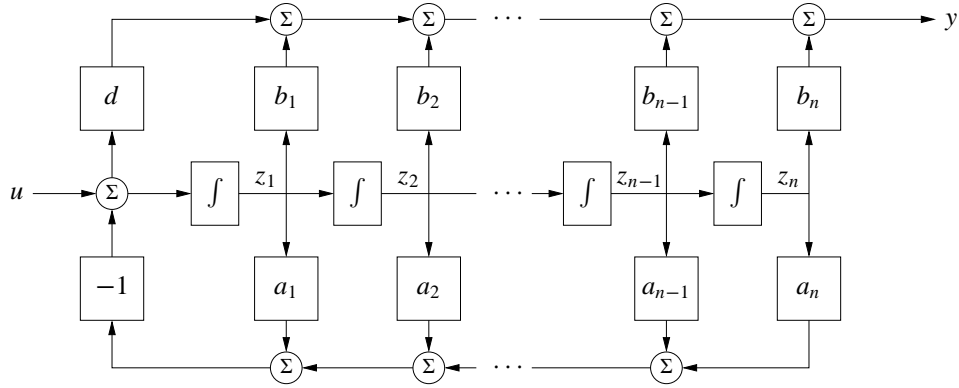 Σ Σ ⋯ Σ Σ y
d b₁ b₂ bₙ₋₁ bₙ
u Σ ∫ z₁ ∫ z₂ ⋯ ∫ zₙ₋₁ ∫ zₙ
−1 a₁ a₂ aₙ₋₁ aₙ
Σ Σ ⋯ Σ